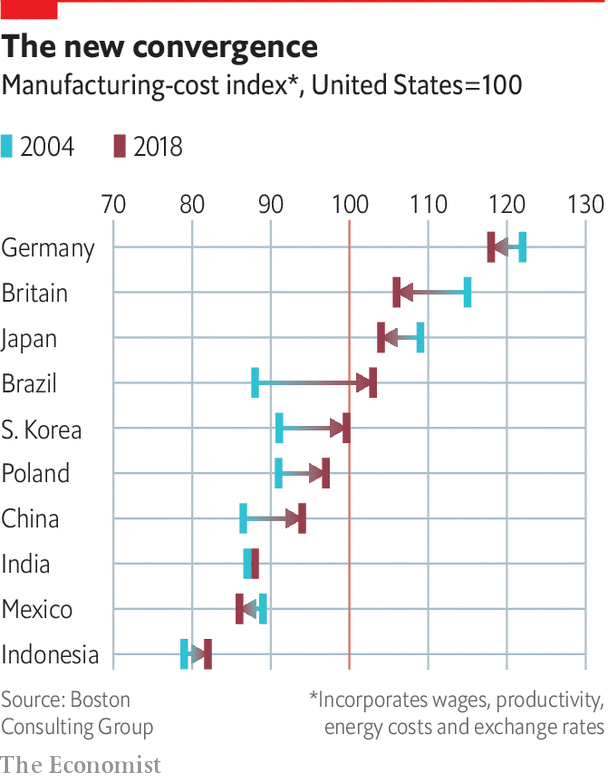 The new convergence
Manufacturing-cost index*, United States=100
2004 2018
70 80 90 100 110 120 130
Germany
Britain
Japan
Brazil
S. Korea
Poland
China
India
Mexico
Indonesia
Source: Boston
Consulting Group
*Incorporates wages, productivity,
energy costs and exchange rates
The Economist